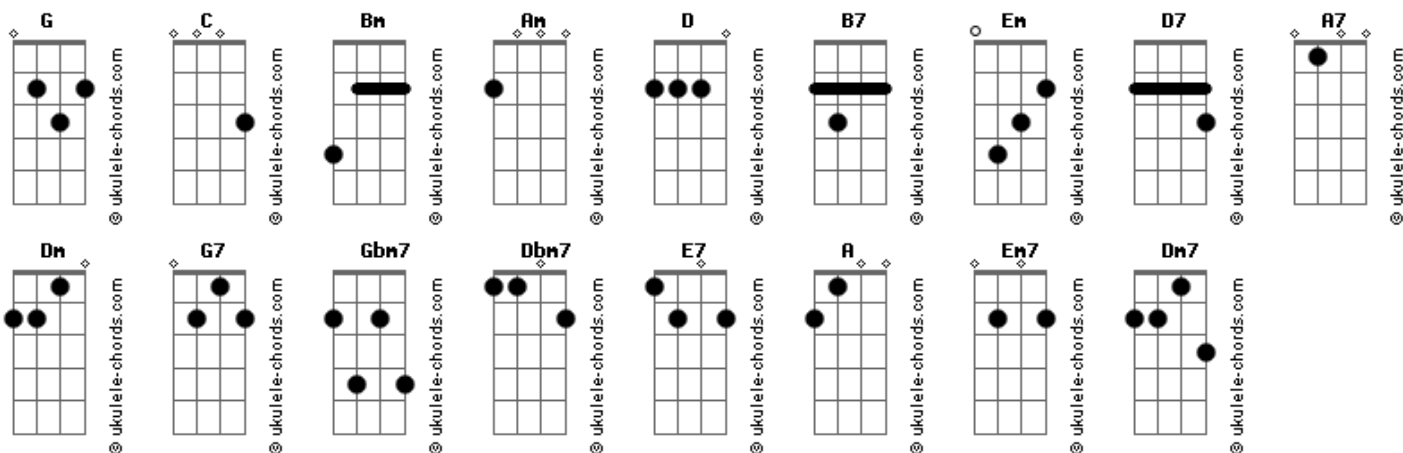 G C Bm Am D B7 Em D7 A7
© ukulele-chords.com © ukulele-chords.com © ukulele-chords.com © ukulele-chords.com © ukulele-chords.com © ukulele-chords.com © ukulele-chords.com © ukulele-chords.com © ukulele-chords.com
Dm G7 Gbm7 Dbm7 E7 A Em7 Dm7
© ukulele-chords.com © ukulele-chords.com © ukulele-chords.com © ukulele-chords.com © ukulele-chords.com © ukulele-chords.com © ukulele-chords.com © ukulele-chords.com